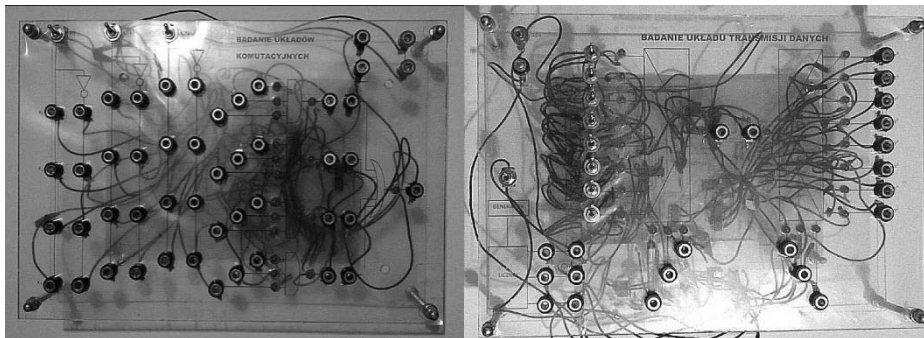 BADANIE UKŁADÓW
KOMUTACYJNYCH
BADANIE UKŁADU TRANSMISJI DANYCH